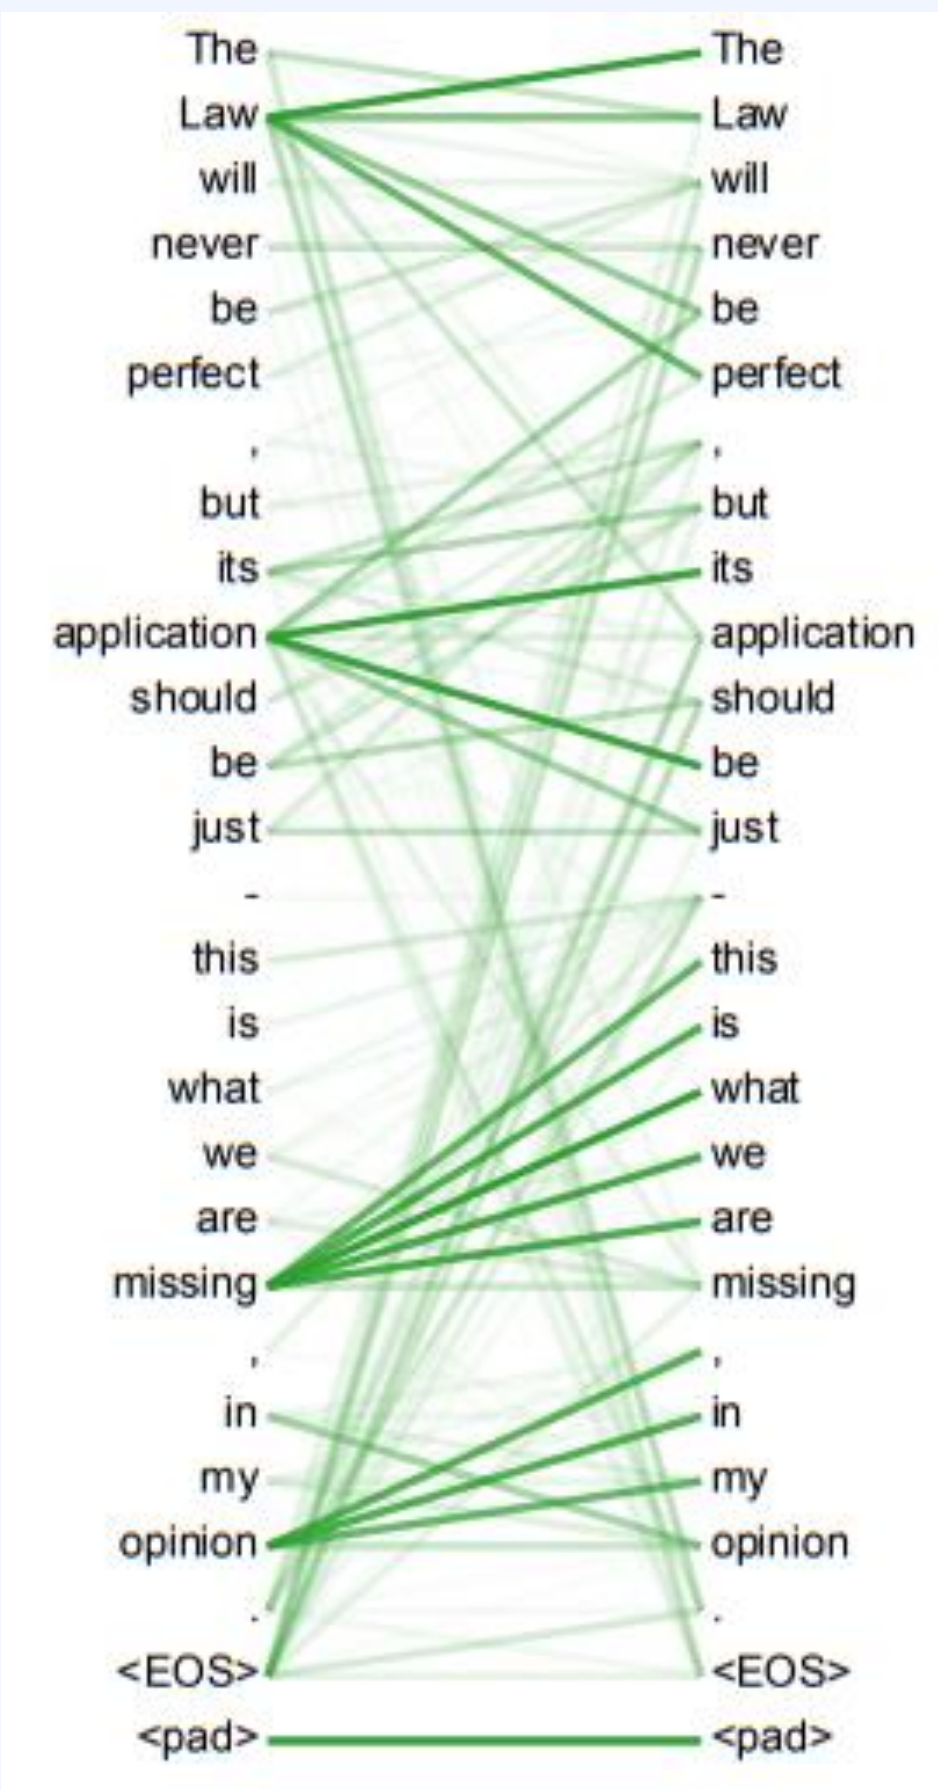 The The
Law Law
will will
never never
be be
perfect perfect
, ,
but but
its its
application application
should should
be be
just just
- -
this this
is is
what what
we we
are are
missing missing
, ,
in in
my my
opinion opinion
. .
<EOS> <EOS>
<pad> <pad>